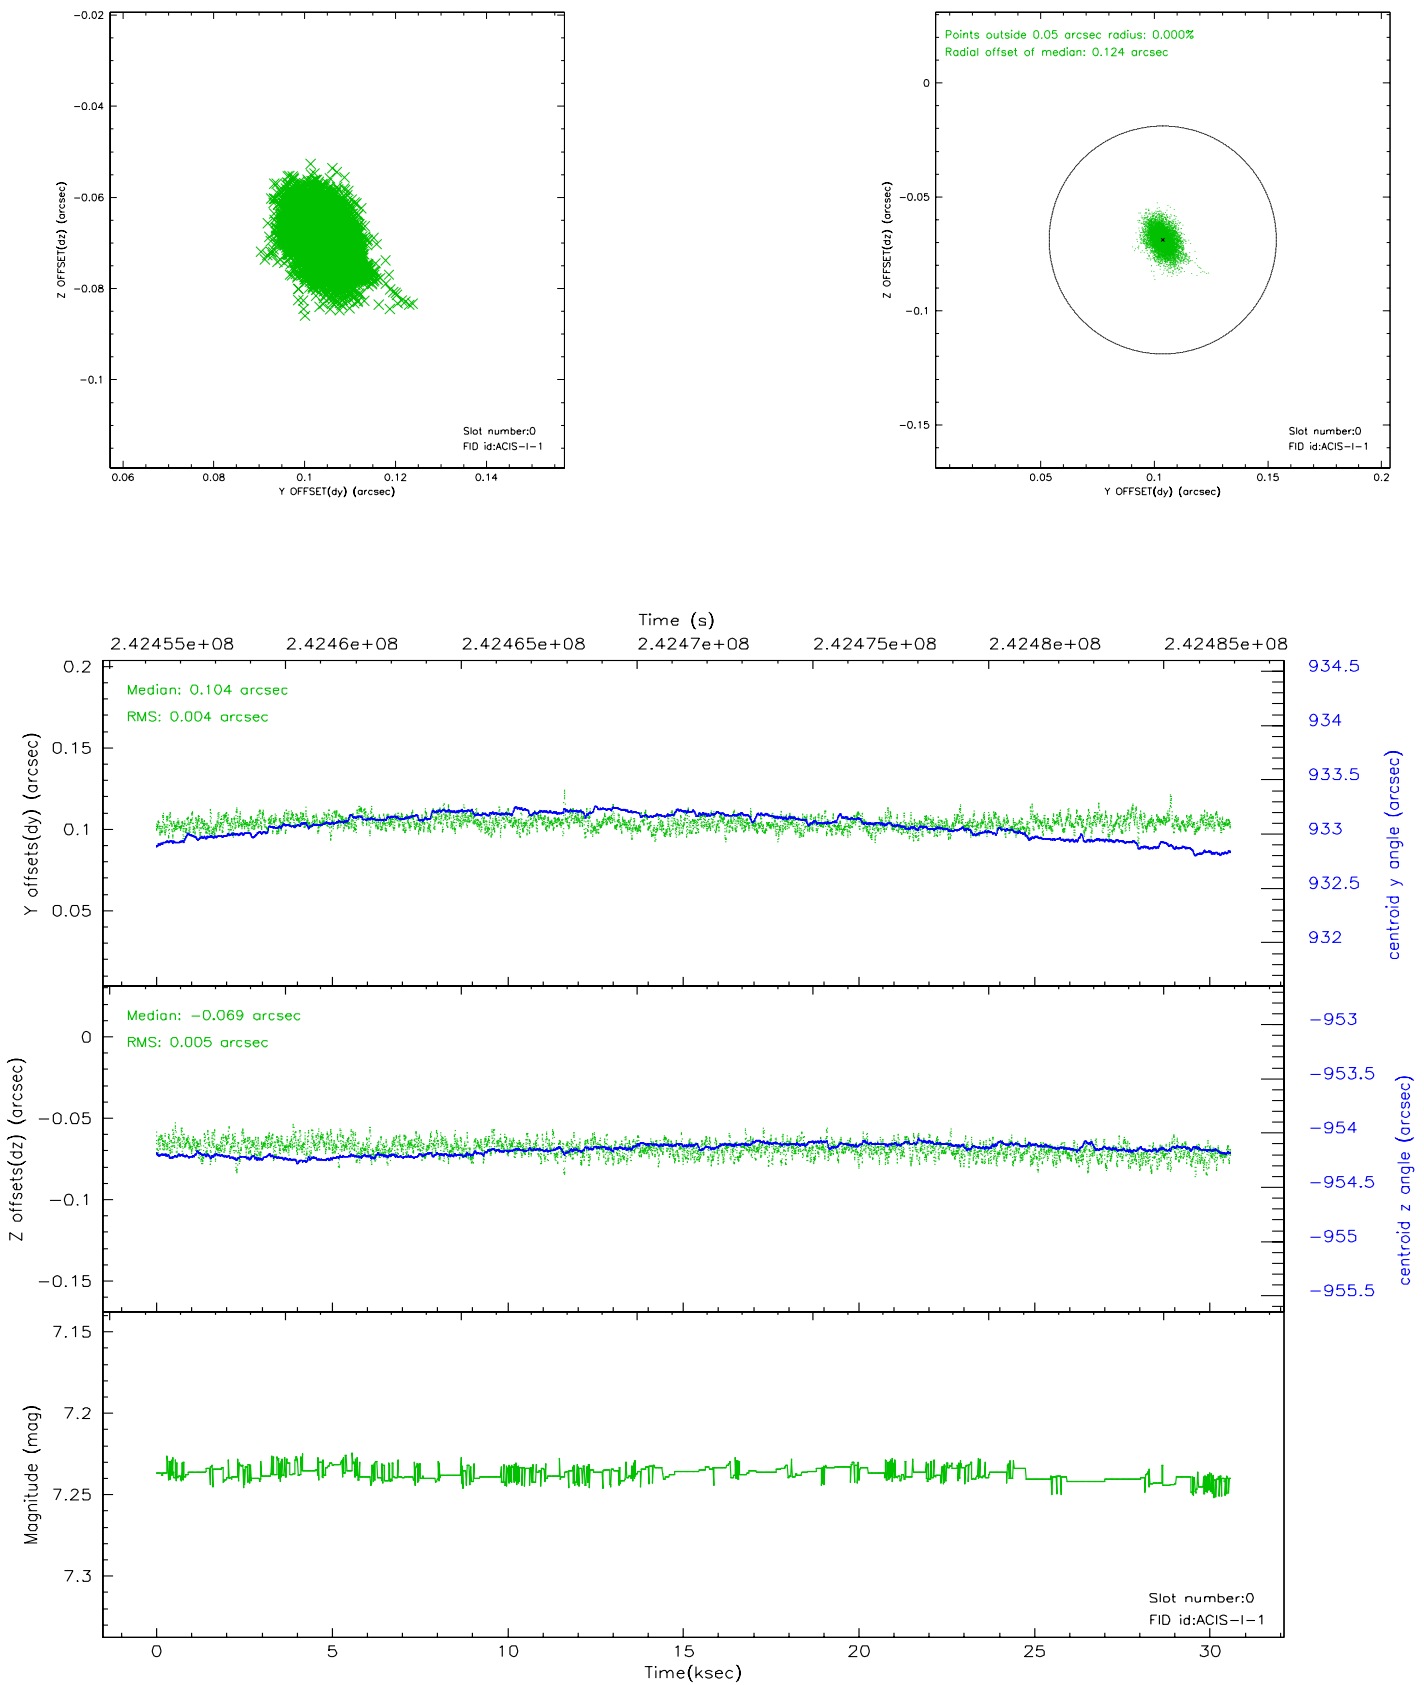 −0.02
−0.04
−0.06
−0.08
−0.1
Z OFFSET(dz) (arcsec)
Slot number:0
FID id:ACIS−I−1
0.06
0.1
0.12
0.14
Y OFFSET(dy) (arcsec)
Points outside 0.05 arcsec radius: 0.000%
Radial offset of median: 0.124 arcsec
0
−0.05
−0.1
−0.15
Z OFFSET(dz) (arcsec)
Slot number:0
FID id:ACIS−I−1
0.05
0.1
0.15
0.2
Y OFFSET(dy) (arcsec)
Time (s)
2.42455e+08
2.4246e+08
2.42465e+08
2.4247e+08
2.42475e+08
2.4248e+08
2.42485e+08
Median: 0.104 arcsec
RMS: 0.004 arcsec
0.2
0.15
0.1
0.05
Y offsets(dy) (arcsec)
934.5
934
933.5
933
932.5
932
centroid y angle (arcsec)
Median: −0.069 arcsec
RMS: 0.005 arcsec
0
−0.05
−0.1
−0.15
Z offsets(dz) (arcsec)
−953
−953.5
−954
−954.5
−955
−955.5
centroid z angle (arcsec)
7.15
7.2
7.25
7.3
Magnitude (mag)
Slot number:0
FID id:ACIS−I−1
0
5
10
15
20
25
30
Time(ksec)